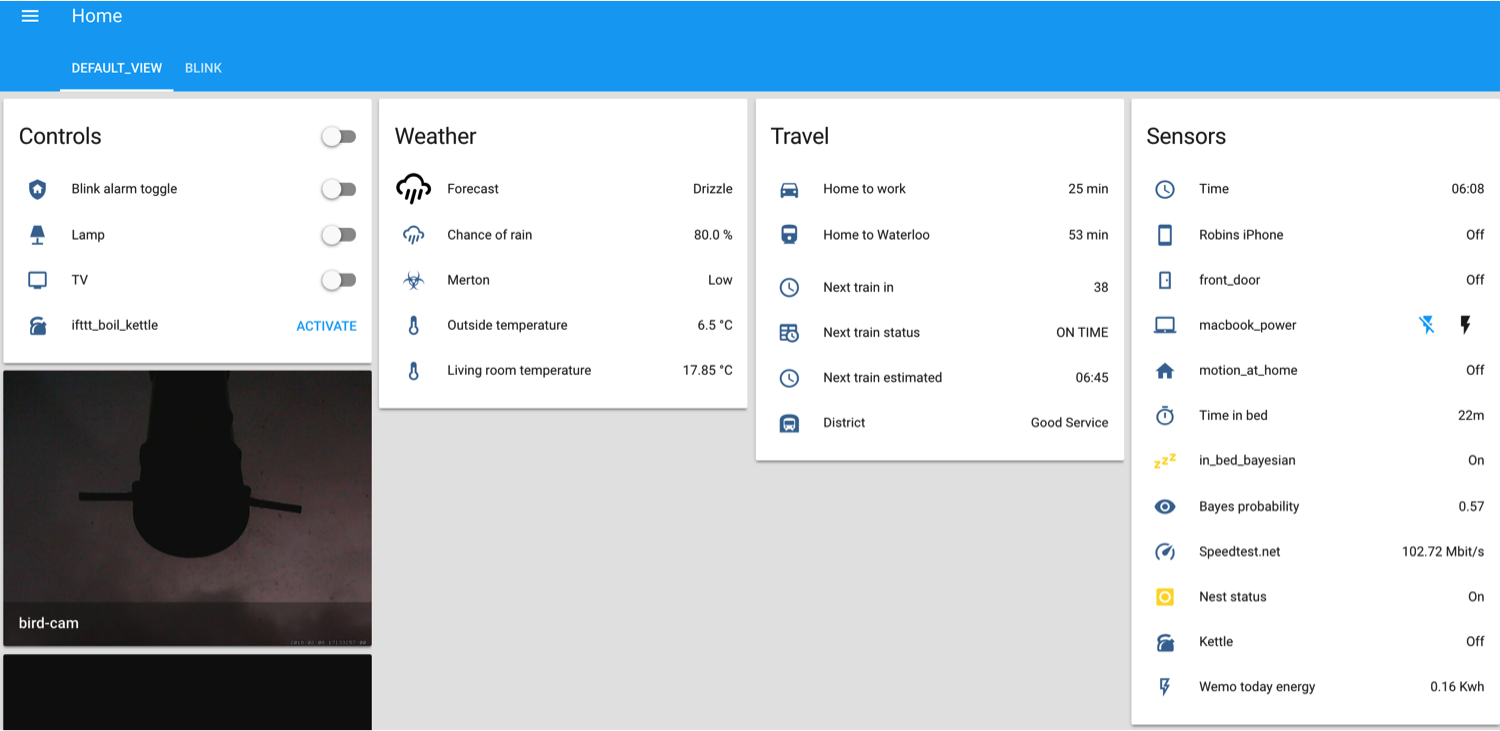 Home
DEFAULT_VIEW BLINK
Controls
Blink alarm toggle
Lamp
TV
ifttt_boil_kettle ACTIVATE
bird-cam
Weather
Forecast Drizzle
Chance of rain 80.0 %
Merton Low
Outside temperature 6.5 °C
Living room temperature 17.85 °C
Travel
Home to work 25 min
Home to Waterloo 53 min
Next train in 38
Next train status ON TIME
Next train estimated 06:45
District Good Service
Sensors
Time 06:08
Robins iPhone Off
front_door Off
macbook_power
motion_at_home Off
Time in bed 22m
zzz in_bed_bayesian On
Bayes probability 0.57
Speedtest.net 102.72 Mbit/s
Nest status On
Kettle Off
Wemo today energy 0.16 Kwh